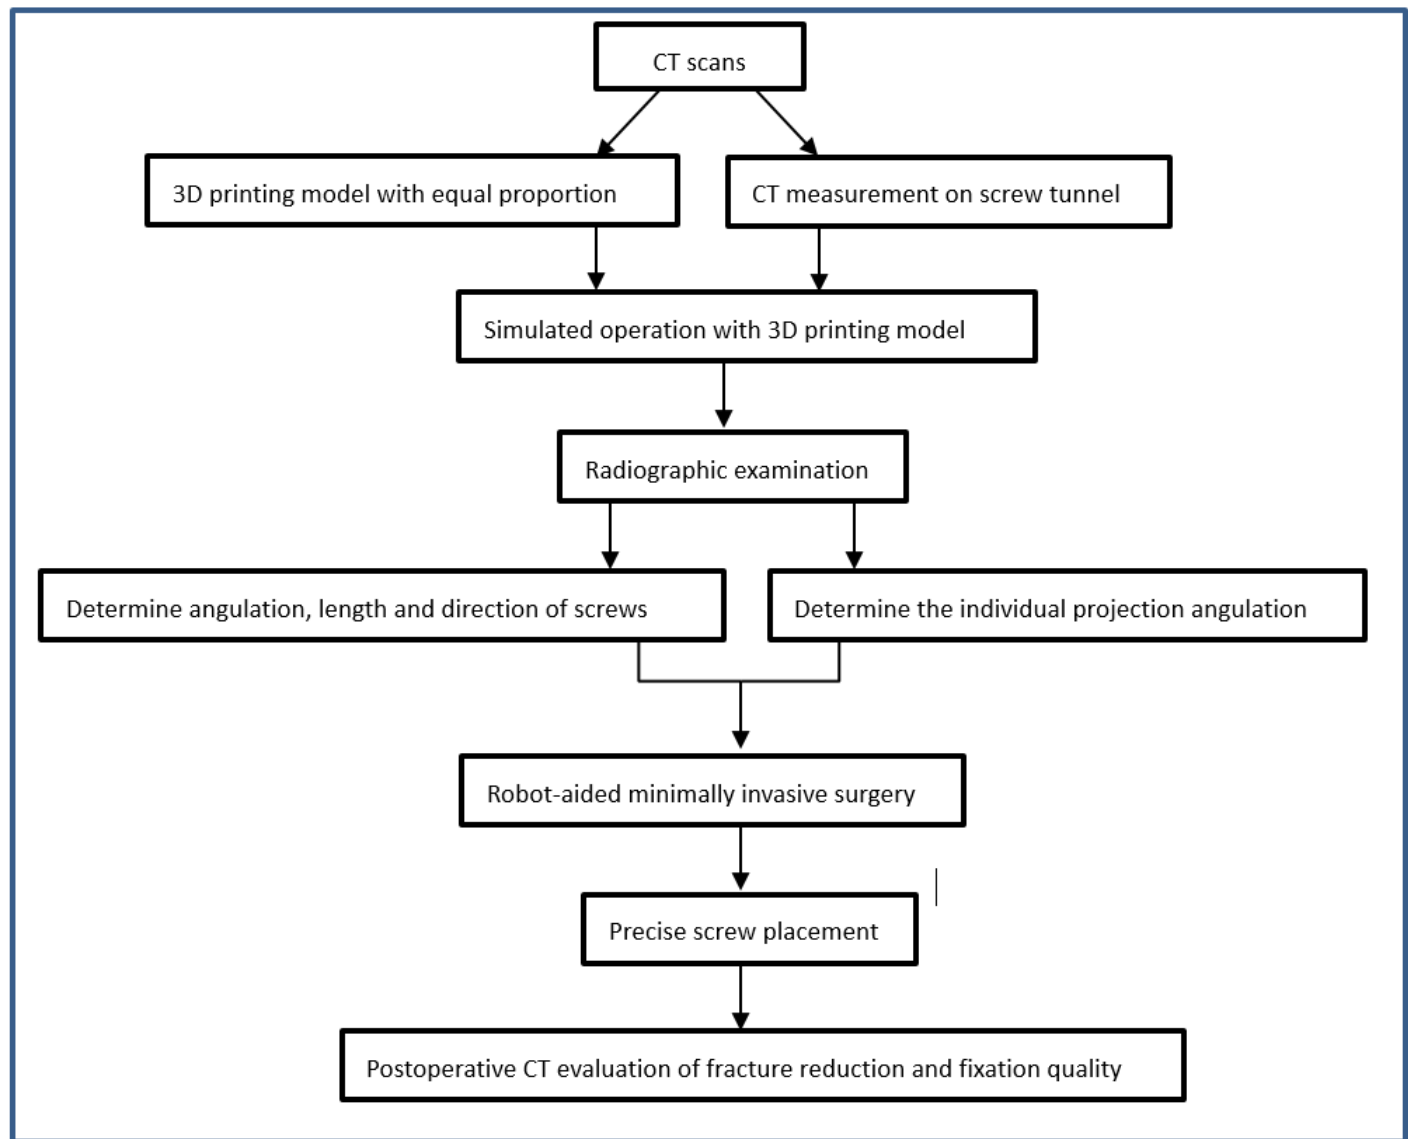 CT scans
3D printing model with equal proportion
CT measurement on screw tunnel
Simulated operation with 3D printing model
Radiographic examination
Determine angulation, length and direction of screws
Determine the individual projection angulation
Robot-aided minimally invasive surgery
Precise screw placement
Postoperative CT evaluation of fracture reduction and fixation quality